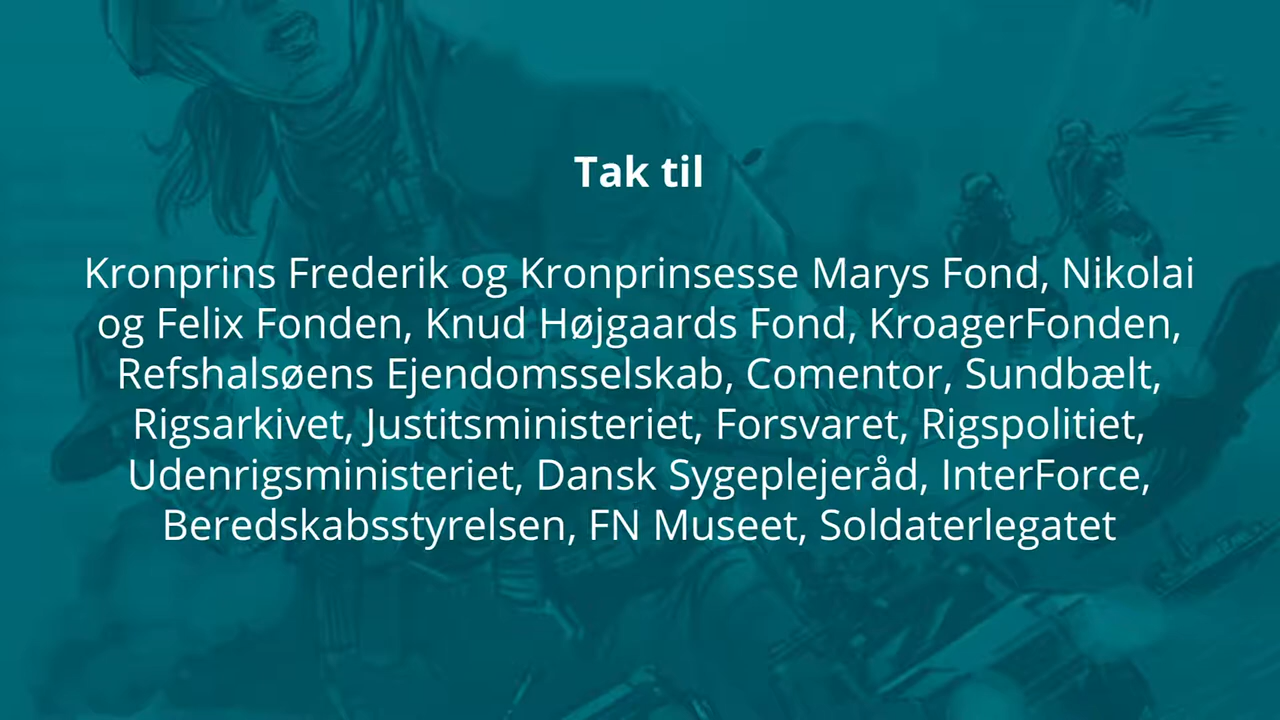 Tak til
Kronprins Frederik og Kronprinsesse Marys Fond, Nikolai
og Felix Fonden, Knud Højgaards Fond, KroagerFonden,
Refshalsøens Ejendomsselskab, Comentor, Sundbælt,
Rigsarkivet, Justitsministeriet, Forsvaret, Rigspolitiet,
Udenrigsministeriet, Dansk Sygeplejeråd, InterForce,
Beredskabsstyrelsen, FN Museet, Soldaterlegatet